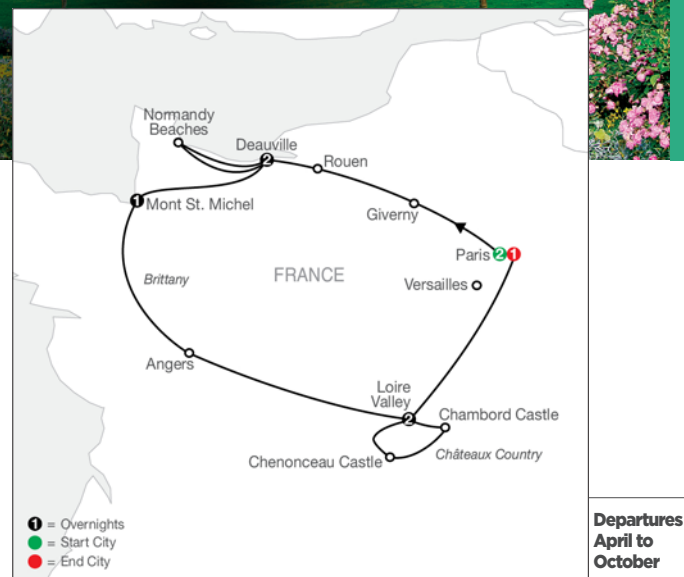 Normandy
Beaches
Deauville
2
Rouen
1
Mont St. Michel
Giverny
Paris 2 1
Brittany
FRANCE
Versailles
Angers
Loire
Valley
2
Chambord Castle
Chenonceau Castle
Châteaux Country
1 = Overnights
= Start City
= End City
Departures
April to
October